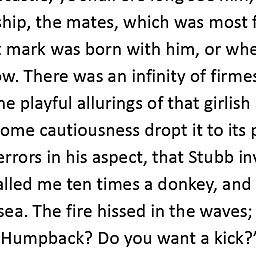 ship, the mates, which was most f
mark was born with him, or whe
ow. There was an infinity of firmes
he playful allurings of that girlish
ome cautiousness dropt it to its p
errors in his aspect, that Stubb inv
alled me ten times a donkey, and
sea. The fire hissed in the waves;
Humpback? Do you want a kick?'